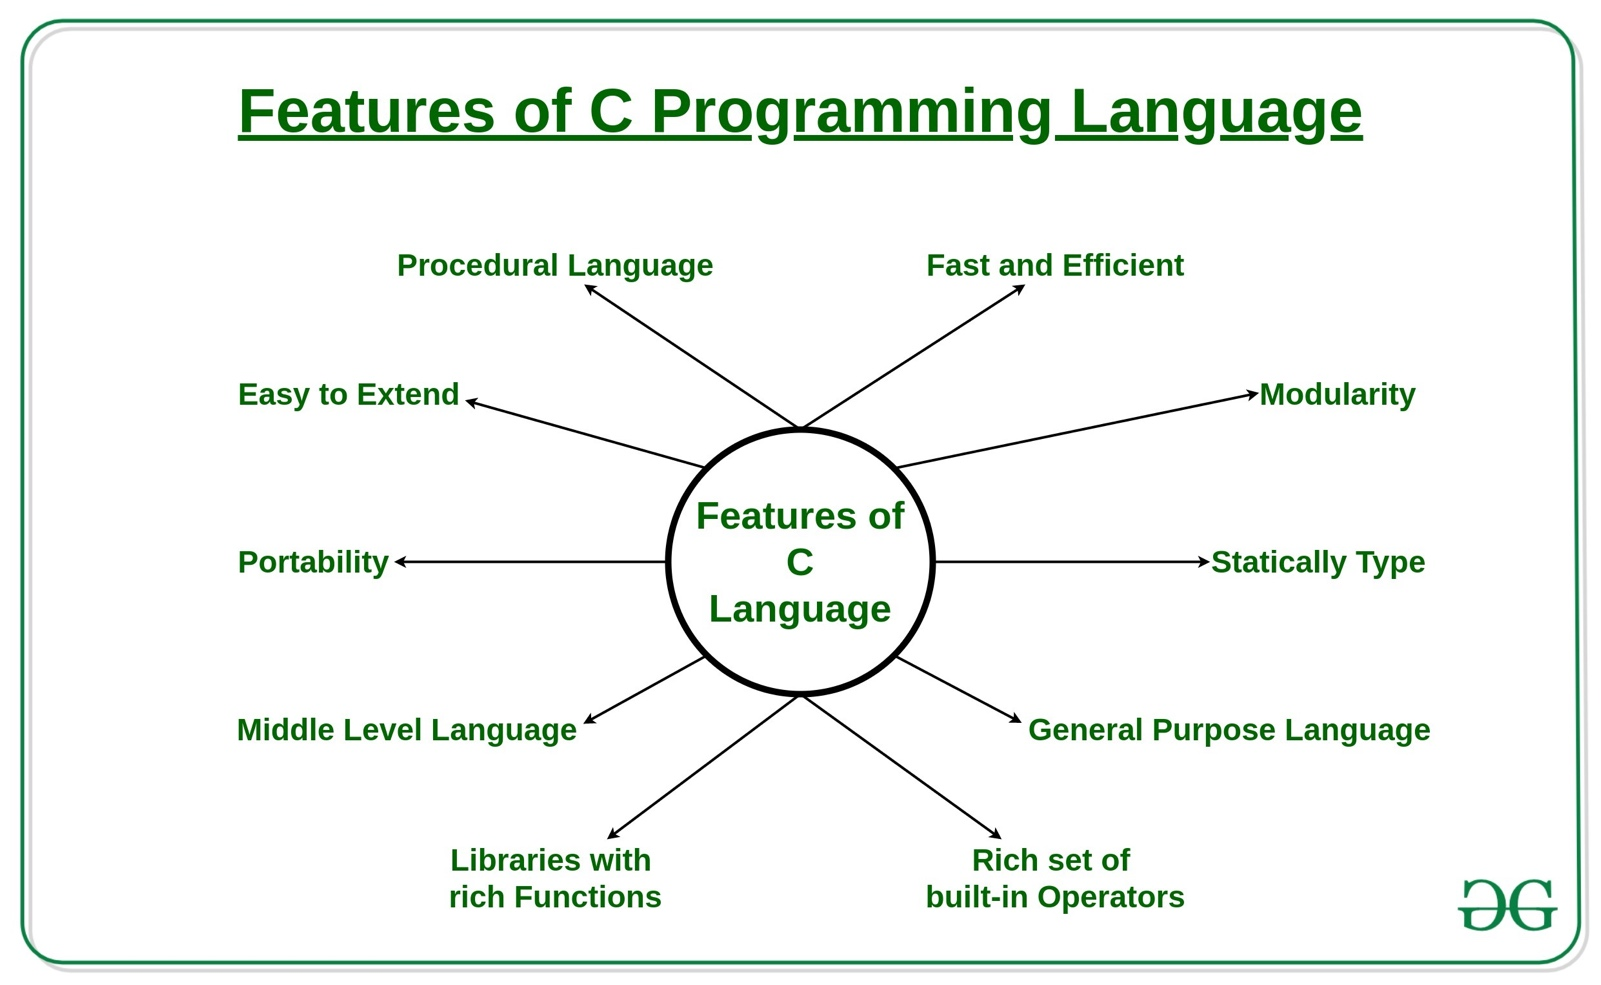 Features of C Programming Language
Procedural Language
Fast and Efficient
Easy to Extend
Modularity
Features of
C
Language
Portability
Statically Type
Middle Level Language
General Purpose Language
Libraries with
rich Functions
Rich set of
built-in Operators